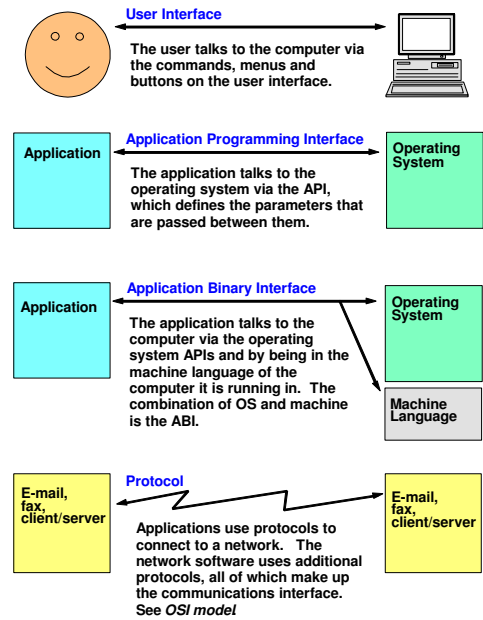 User Interface
The user talks to the computer via
the commands, menus and
buttons on the user interface.
Application
Application Programming Interface
Operating
System
The application talks to the
operating system via the API,
which defines the parameters that
are passed between them.
Application
Application Binary Interface
Operating
System
The application talks to the
computer via the operating
system APIs and by being in the
machine language of the
computer it is running in. The
combination of OS and machine
is the ABI.
Machine
Language
E-mail,
fax,
client/server
Protocol
E-mail,
fax,
client/server
Applications use protocols to
connect to a network. The
network software uses additional
protocols, all of which make up
the communications interface.
See OSI model.